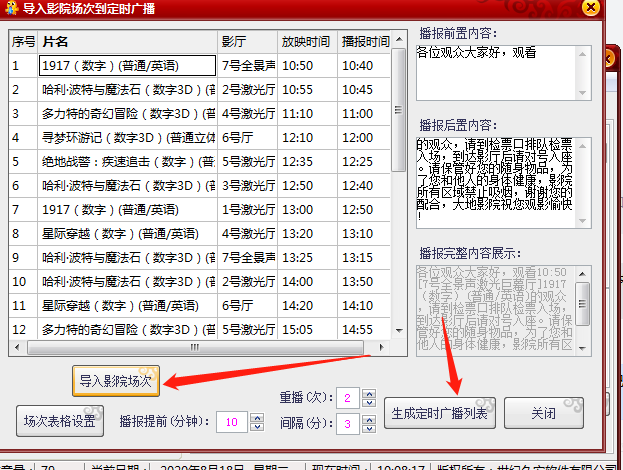 导入影院场次到定时广播
序号 片名 影厅 放映时间 播报时间
1 1917（数字）(普通/英语) 7号全景声 10:50 10:40
2 哈利·波特与魔法石（数字3D）(普 2号激光厅 10:55 10:45
3 多力特的奇幻冒险（数字3D）(普 4号激光厅 11:10 11:00
4 寻梦环游记（数字3D）(普通立体 6号厅 12:10 12:00
5 绝地战警：疾速追击（数字）(普 5号激光厅 12:35 12:25
6 哈利·波特与魔法石（数字3D）(普 3号激光厅 12:50 12:40
7 1917（数字）(普通/英语) 1号激光厅 13:00 12:50
8 星际穿越（数字）(普通/英语) 4号激光厅 13:20 13:10
9 哈利·波特与魔法石（数字3D）(普 7号全景声 13:25 13:15
10 哈利·波特与魔法石（数字3D）(普 2号激光厅 14:00 13:50
11 星际穿越（数字）(普通/英语) 6号厅 14:20 14:10
12 多力特的奇幻冒险（数字3D）(普 5号激光厅 15:05 14:55
播报前置内容:
各位观众大家好，观看
播报后置内容:
的观众，请到检票口排队检票
入场，到达影厅后请对号入座
。请保管好您的随身物品，为
了您和他人的身体健康，影院
所有区域禁止吸烟，谢谢您的
配合，大地影院祝您观影愉快
！
播报完整内容展示:
各位观众大家好，观看10:50
[7号全景声激光巨幕厅]1917
（数字）(普通/英语)的观众
，请到检票口排队检票入场，
到达影厅后请对号入座。请保
管好您的随身物品，为了您和
他人的身体健康，影院所有区
导入影院场次
场次表格设置
播报提前(分钟): 10
重播(次): 2
间隔(分): 3
生成定时广播列表
关闭
音量: 79 当前日期: 2020年8月18日 星期二 现在时间: 10:08:17 版权所有: 世纪久安软件有限公司